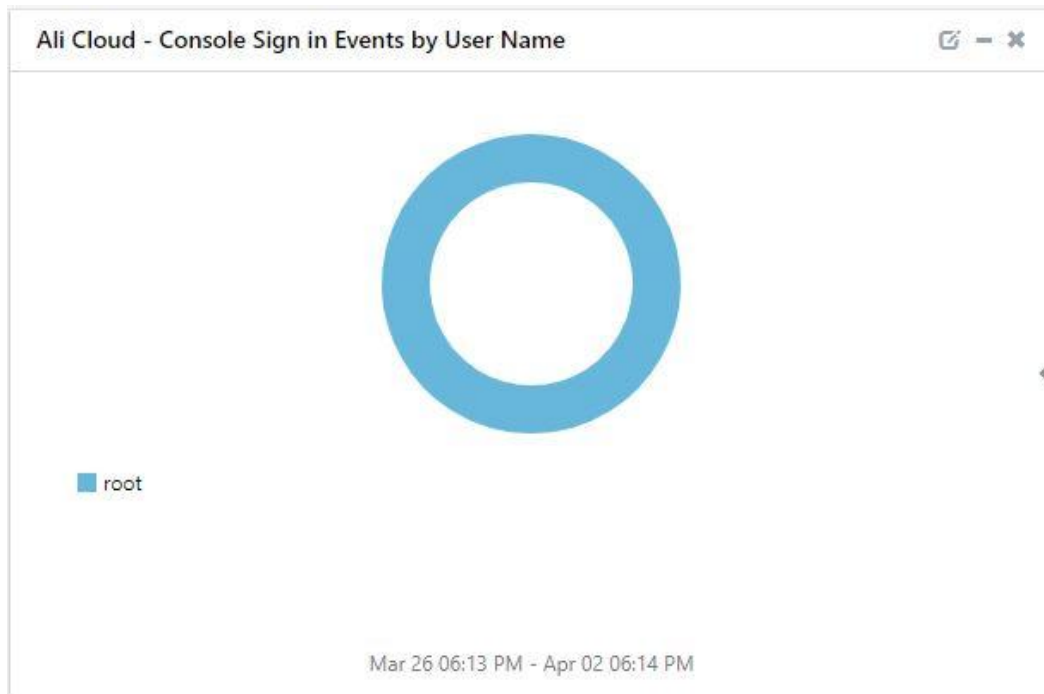 Ali Cloud - Console Sign in Events by User Name
root
Mar 26 06:13 PM - Apr 02 06:14 PM